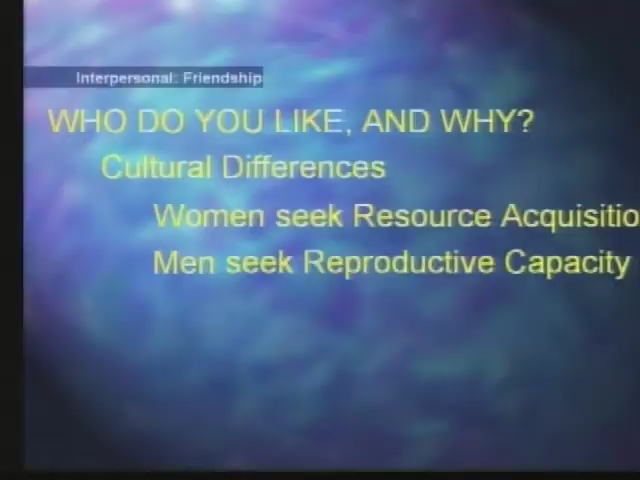 Interpersonal: Friendship
WHO DO YOU LIKE, AND WHY?
Cultural Differences
Women seek Resource Acquisitio
Men seek Reproductive Capacity